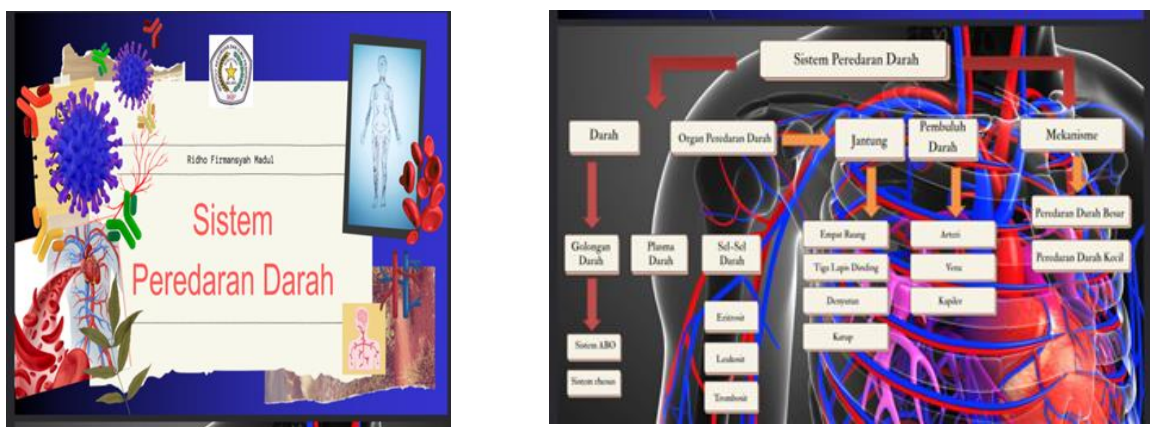 Ridho Firmansyah Madul
Sistem
Peredaran Darah
Sistem Peredaran Darah
Darah
Organ Peredaran Darah
Jantung
Pembuluh
Darah
Mekanisme
Golongan
Darah
Plasma
Darah
Sel-Sel
Darah
Empat Ruang
Tiga Lapis Dinding
Denyutan
Katup
Arteri
Vena
Kapiler
Peredaran Darah Besar
Peredaran Darah Kecil
Sistem ABO
Sistem rhesus
Eritrosit
Leukosit
Trombosit